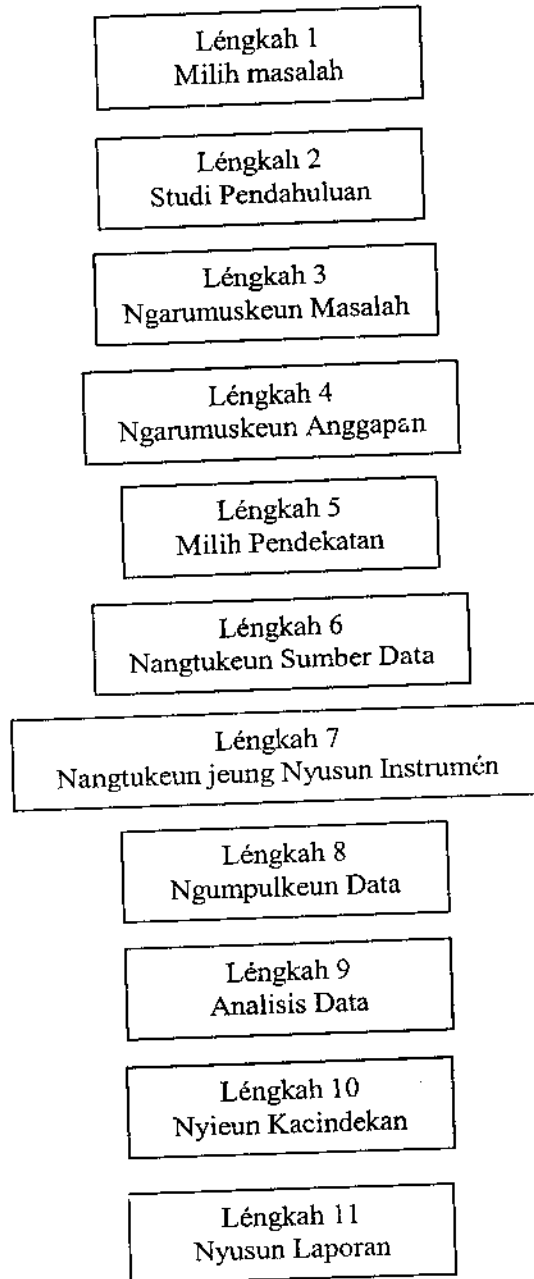 Léngkah 1
Milih masalah
Léngkah 2
Studi Pendahuluan
Léngkah 3
Ngarumuskeun Masalah
Léngkah 4
Ngarumuskeun Anggapan
Léngkah 5
Milih Pendekatan
Léngkah 6
Nangtukeun Sumber Data
Léngkah 7
Nangtukeun jeung Nyusun Instrumén
Léngkah 8
Ngumpulkeun Data
Léngkah 9
Analisis Data
Léngkah 10
Nyieun Kacindekan
Léngkah 11
Nyusun Laporan